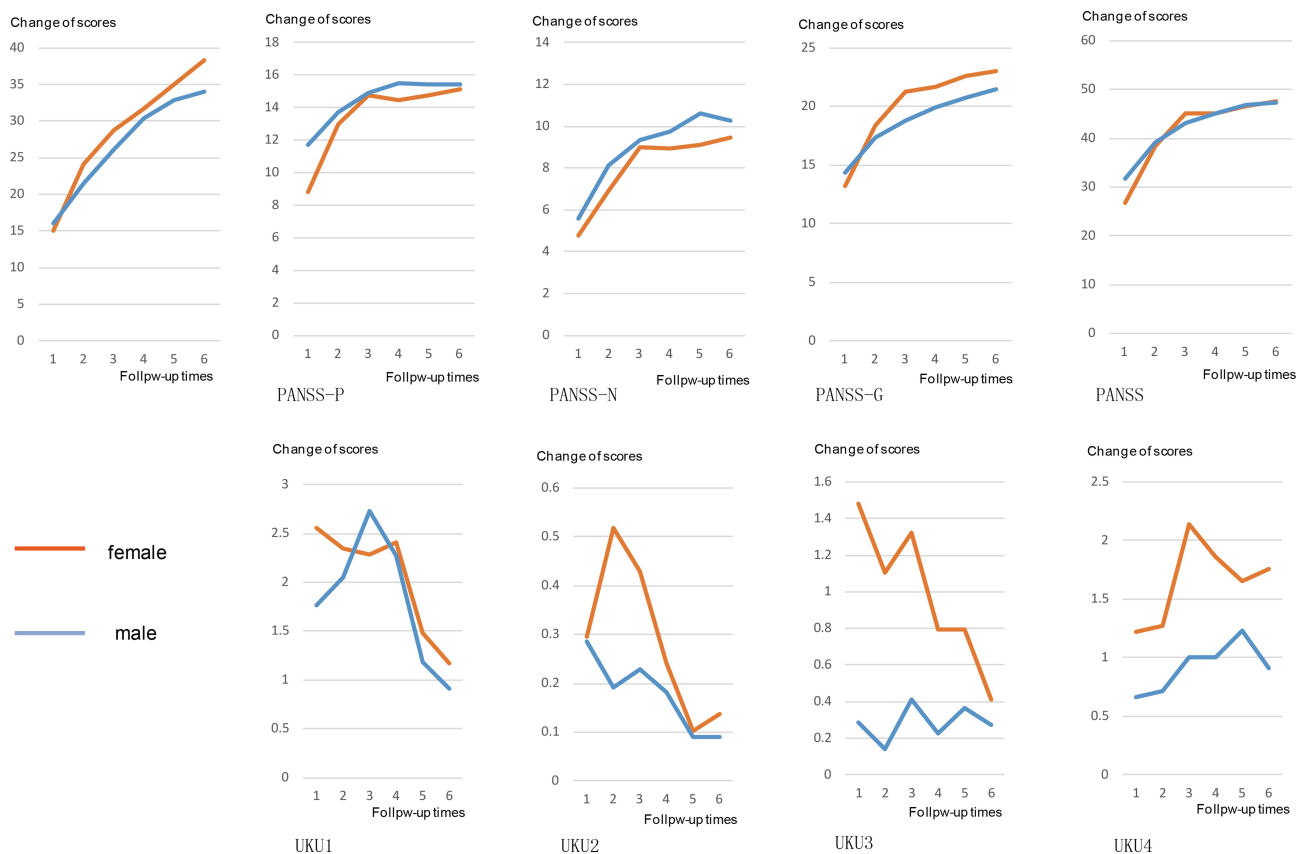 Change of scores
40
35
30
25
20
15
10
5
0
1 2 3 4 5 6
Follpw-up times
Change of scores
18
16
14
12
10
8
6
4
2
0
1 2 3 4 5 6
Follpw-up times
PANSS-P
Change of scores
14
12
10
8
6
4
2
0
1 2 3 4 5 6
Follpw-up times
PANSS-N
Change of scores
25
20
15
10
5
0
1 2 3 4 5 6
Follpw-up times
PANSS-G
Change of scores
60
50
40
30
20
10
0
1 2 3 4 5 6
Follpw-up times
PANSS
female
male
Change of scores
3
2.5
2
1.5
1
0.5
0
1 2 3 4 5 6
Follpw-up times
UKU1
Change of scores
0.6
0.5
0.4
0.3
0.2
0.1
0
1 2 3 4 5 6
Follpw-up times
UKU2
Change of scores
1.6
1.4
1.2
1
0.8
0.6
0.4
0.2
0
1 2 3 4 5 6
Follpw-up times
UKU3
Change of scores
2.5
2
1.5
1
0.5
0
1 2 3 4 5 6
Follpw-up times
UKU4